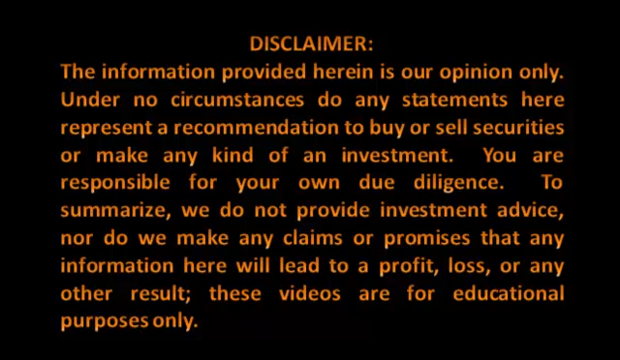 DISCLAIMER:
The information provided herein is our opinion only.
Under no circumstances do any statements here
represent a recommendation to buy or sell securities
or make any kind of an investment. You are
responsible for your own due diligence. To
summarize, we do not provide investment advice,
nor do we make any claims or promises that any
information here will lead to a profit, loss, or any
other result; these videos are for educational
purposes only.